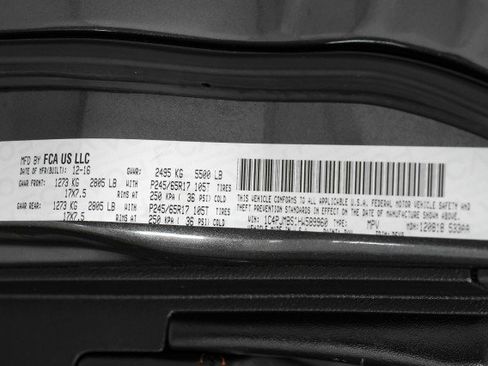 MFD BY FCA US LLC
DATE OF MFR(BUILT): 12-16 GVWR: 2495 KG 5500 LB
GAWR FRONT: 1273 KG 2805 LB WITH P245/65R17 105T TIRES
17X7.5 RIMS AT 250 KPA ( 36 PSI) COLD
GAWR REAR: 1273 KG 2805 LB WITH P245/65R17 105T TIRES
17X7.5 RIMS AT 250 KPA ( 36 PSI) COLD
THIS VEHICLE CONFORMS TO ALL APPLICABLE U.S.A. FEDERAL MOTOR VEHICLE SAFETY AND
THEFT PREVENTION STANDARDS IN EFFECT ON THE DATE OF MANUFACTURE SHOWN ABOVE.
VIN: TYPE: MPV MDH: